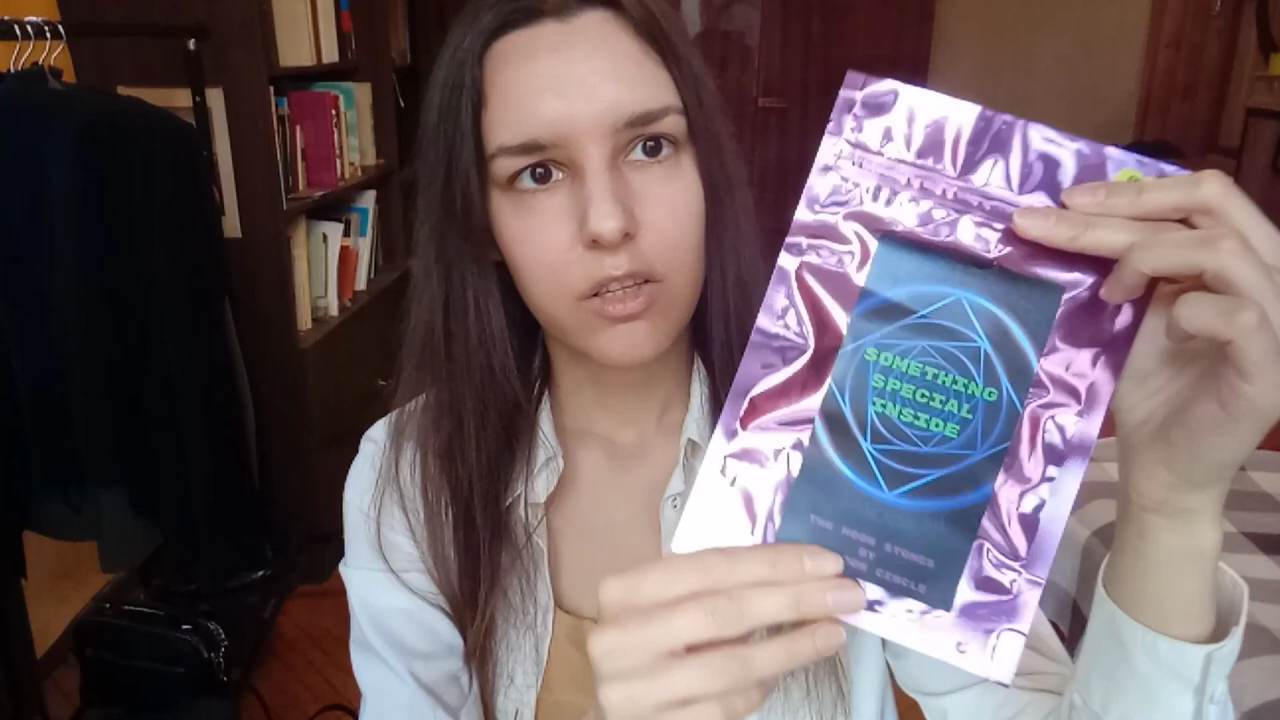 SOMETHING
SPECIAL
INSIDE
THE MOON STONES
BY
CIRCLE